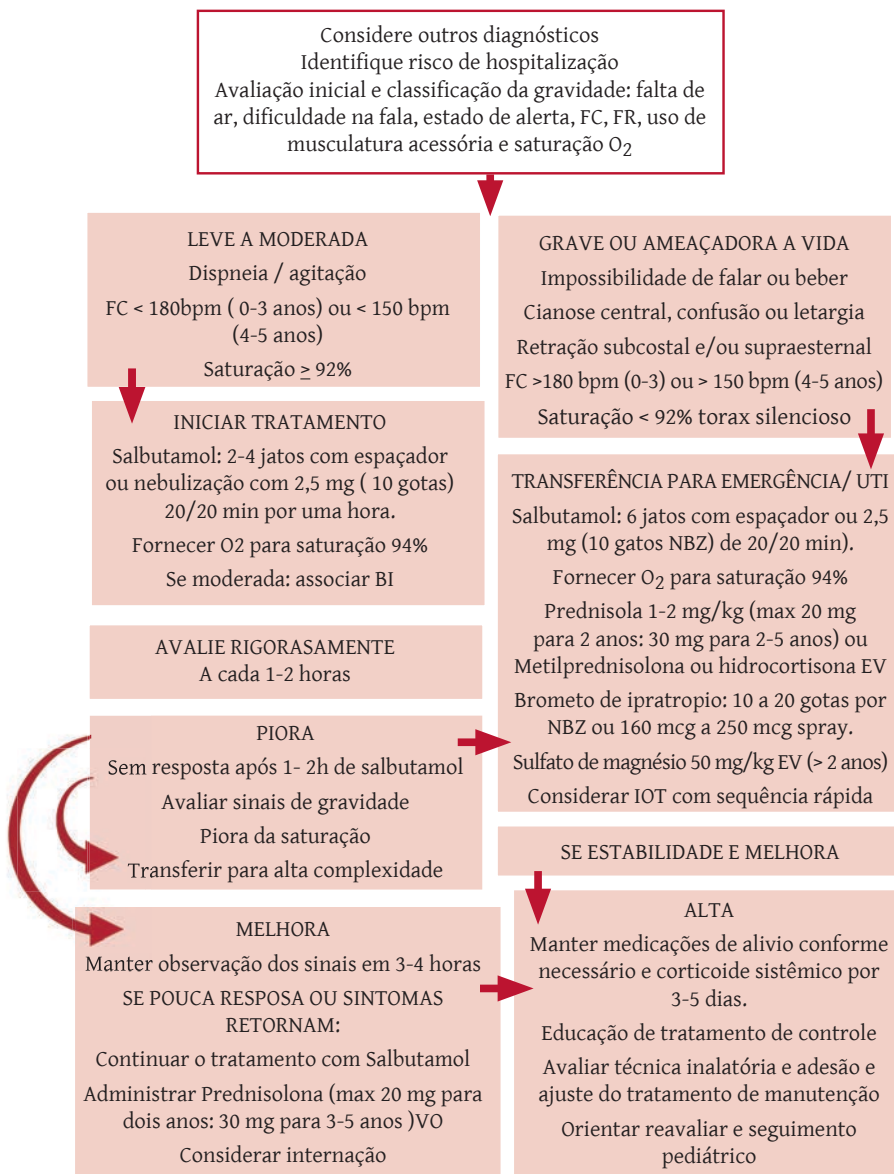 Considere outros diagnósticos
Identifique risco de hospitalização
Avaliação inicial e classificação da gravidade: falta de
ar, dificuldade na fala, estado de alerta, FC, FR, uso de
musculatura acessória e saturação O₂
LEVE A MODERADA
Dispneia / agitação
FC < 180bpm ( 0-3 anos) ou < 150 bpm
(4-5 anos)
Saturação ≥ 92%
INICIAR TRATAMENTO
Salbutamol: 2-4 jatos com espaçador
ou nebulização com 2,5 mg ( 10 gotas)
20/20 min por uma hora.
Fornecer O2 para saturação 94%
Se moderada: associar BI
AVALIE RIGORASAMENTE
A cada 1-2 horas
PIORA
Sem resposta após 1- 2h de salbutamol
Avaliar sinais de gravidade
Piora da saturação
Transferir para alta complexidade
MELHORA
Manter observação dos sinais em 3-4 horas
SE POUCA RESPOSA OU SINTOMAS
RETORNAM:
Continuar o tratamento com Salbutamol
Administrar Prednisolona (max 20 mg para
dois anos: 30 mg para 3-5 anos )VO
Considerar internação
GRAVE OU AMEAÇADORA A VIDA
Impossibilidade de falar ou beber
Cianose central, confusão ou letargia
Retração subcostal e/ou supraesternal
FC >180 bpm (0-3) ou > 150 bpm (4-5 anos)
Saturação < 92% torax silencioso
TRANSFERÊNCIA PARA EMERGÊNCIA/ UTI
Salbutamol: 6 jatos com espaçador ou 2,5
mg (10 gatos NBZ) de 20/20 min).
Fornecer O₂ para saturação 94%
Prednisola 1-2 mg/kg (max 20 mg
para 2 anos: 30 mg para 2-5 anos) ou
Metilprednisolona ou hidrocortisona EV
Brometo de ipratropio: 10 a 20 gotas por
NBZ ou 160 mcg a 250 mcg spray.
Sulfato de magnésio 50 mg/kg EV (> 2 anos)
Considerar IOT com sequência rápida
SE ESTABILIDADE E MELHORA
ALTA
Manter medicações de alivio conforme
necessário e corticoide sistêmico por
3-5 dias.
Educação de tratamento de controle
Avaliar técnica inalatória e adesão e
ajuste do tratamento de manutenção
Orientar reavaliar e seguimento
pediátrico